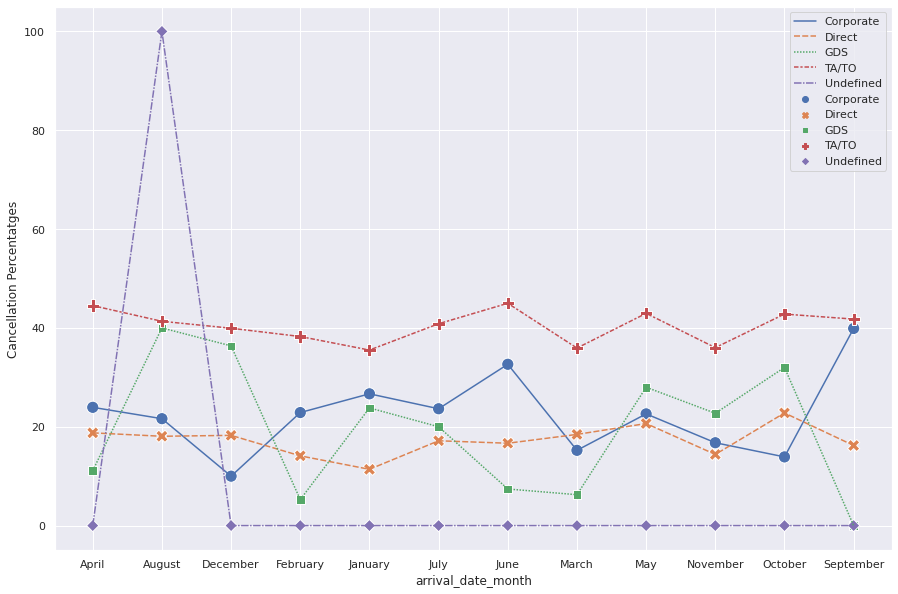 100
80
60
40
20
0
Cancellation Percentatges
Corporate
Direct
GDS
TA/TO
Undefined
Corporate
Direct
GDS
TA/TO
Undefined
April August December February January July June March May November October September
arrival_date_month